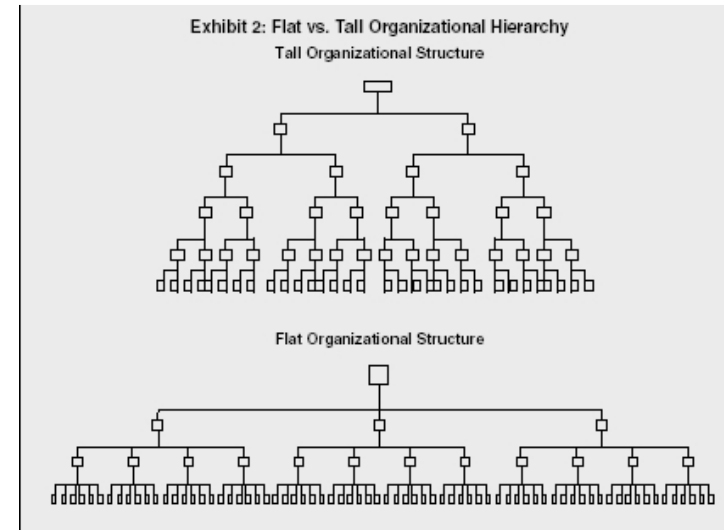 Exhibit 2: Flat vs. Tall Organizational Hierarchy
Tall Organizational Structure
Flat Organizational Structure